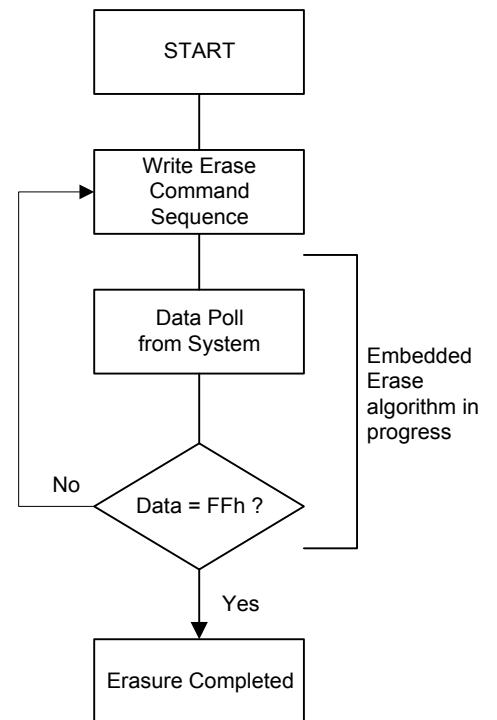 START
Write Erase
Command
Sequence
Data Poll
from System
Embedded
Erase
algorithm in
progress
No
Data = FFh ?
Yes
Erasure Completed